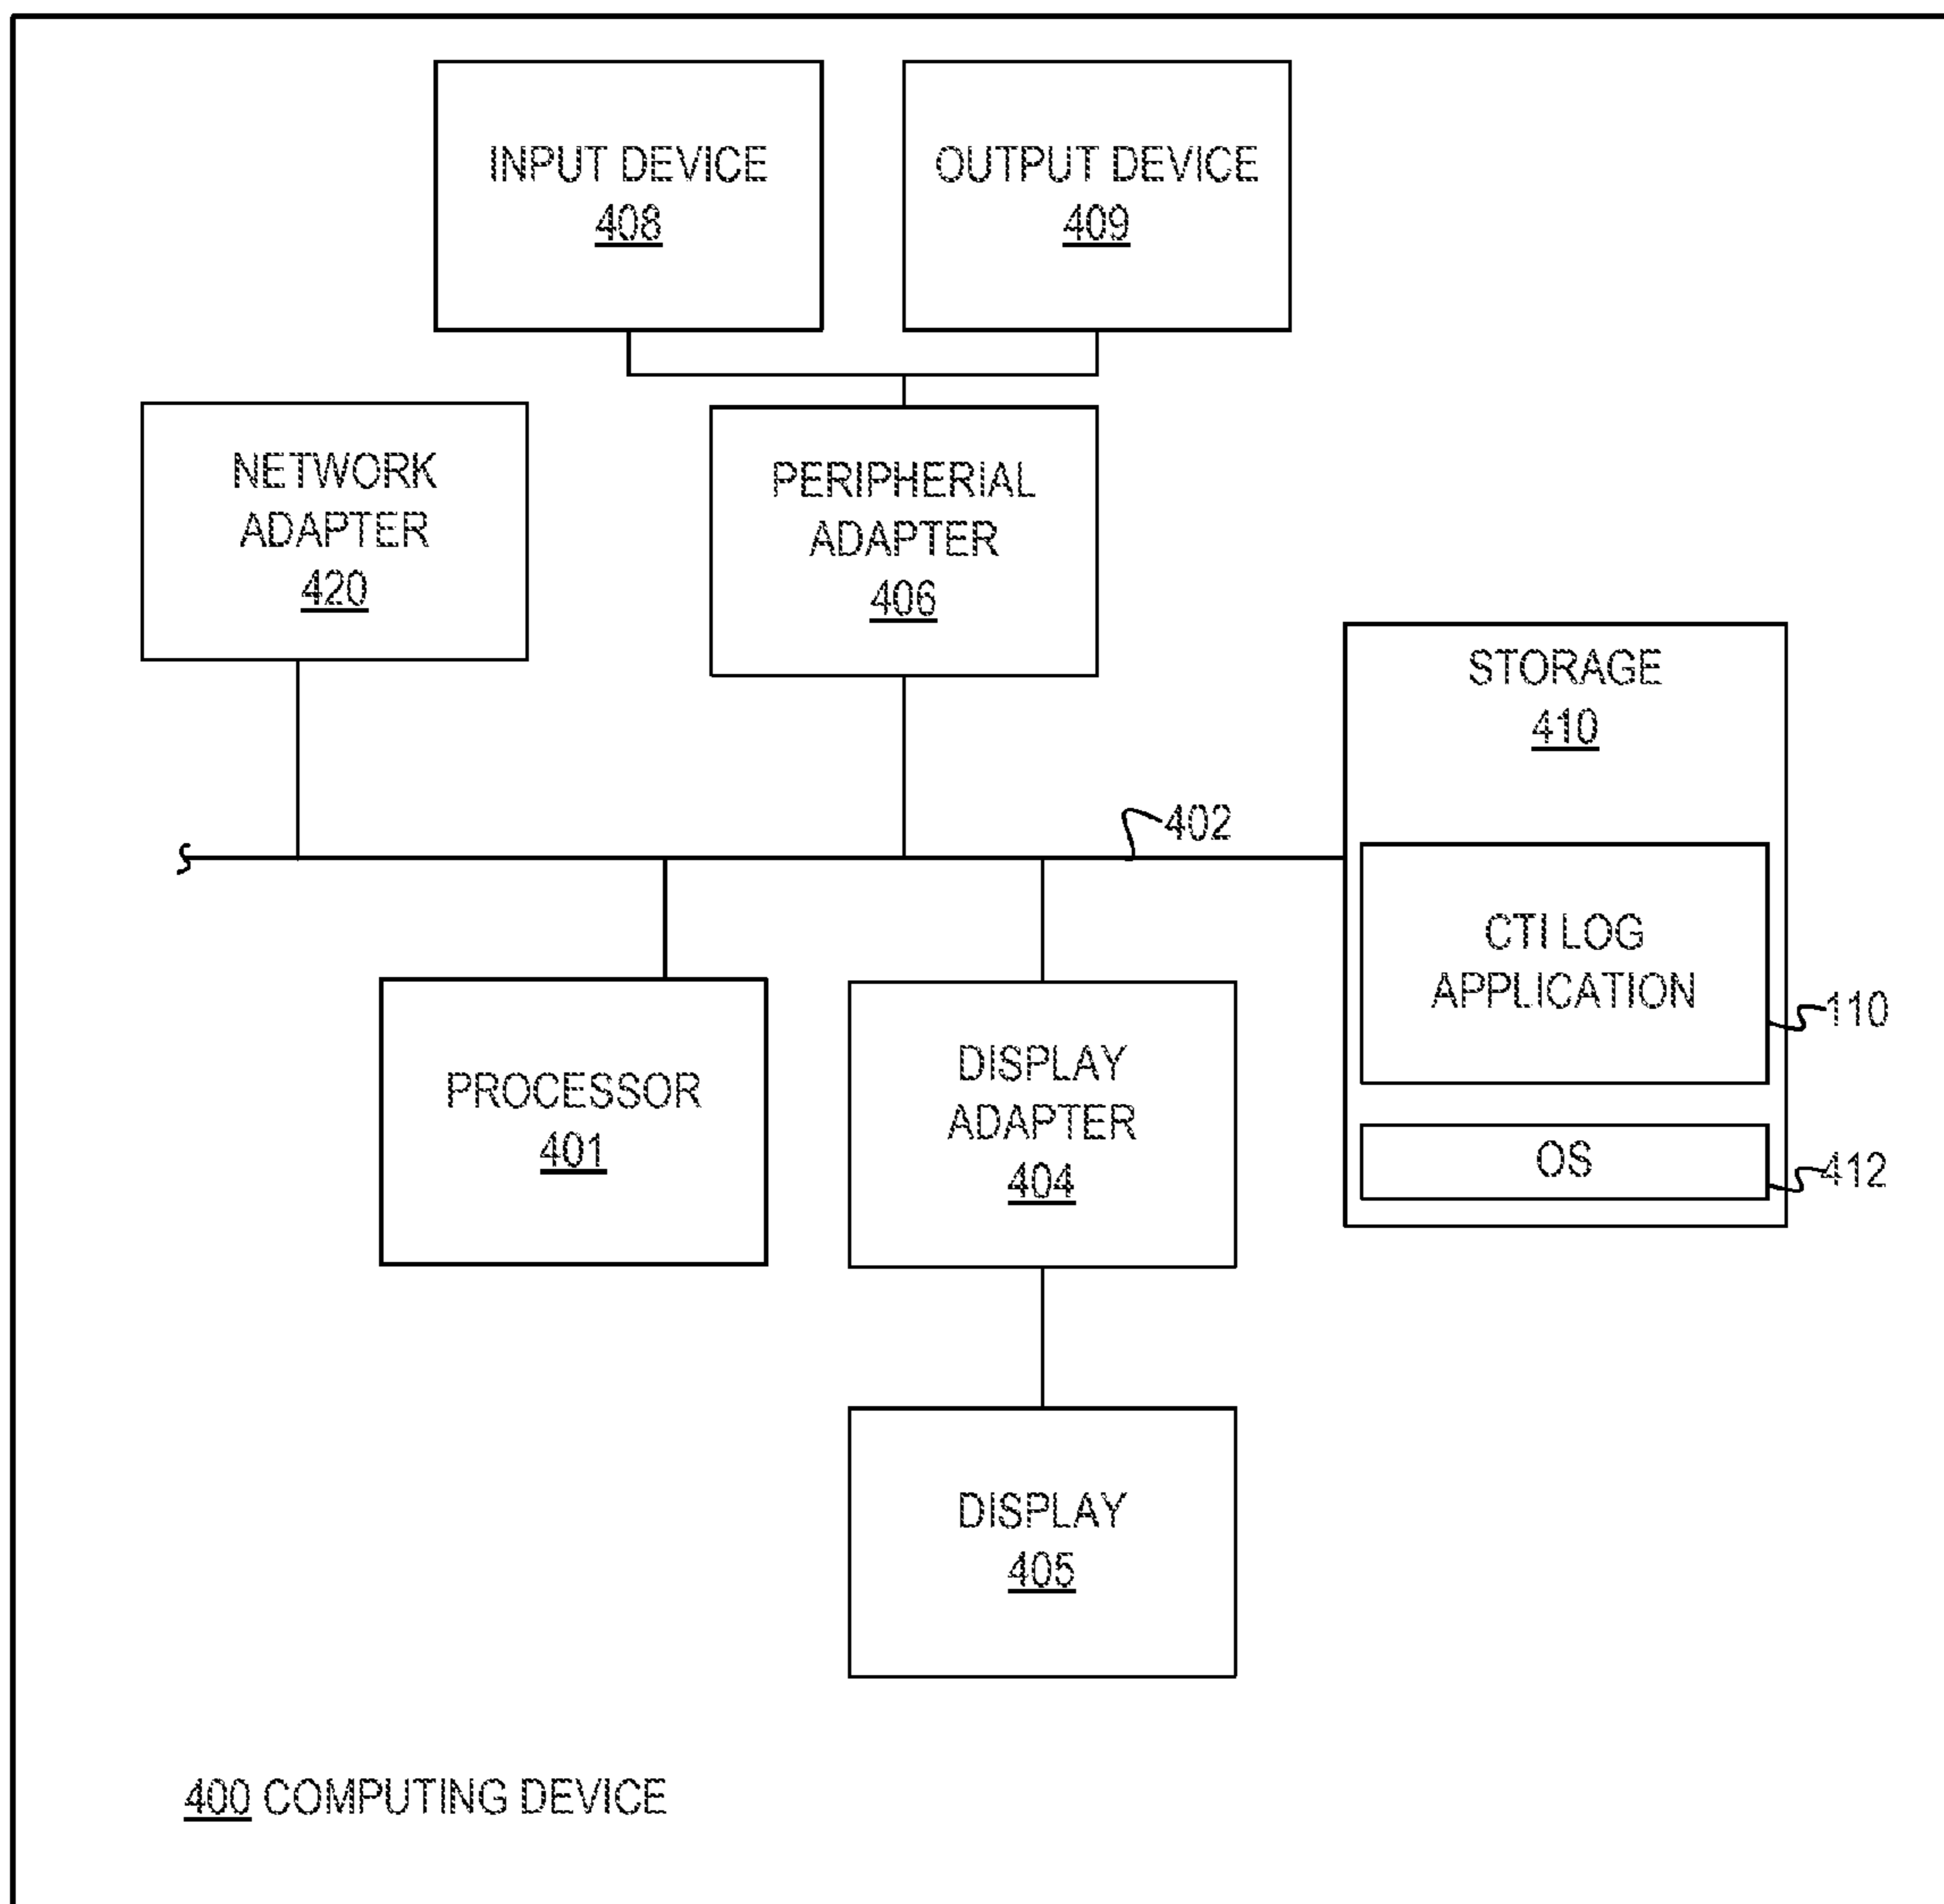 INPUT DEVICE
408
OUTPUT DEVICE
409
NETWORK
ADAPTER
420
PERIPHERIAL
ADAPTER
406
STORAGE
410
402
CTI LOG
APPLICATION
110
PROCESSOR
401
DISPLAY
ADAPTER
404
OS
412
DISPLAY
405
400 COMPUTING DEVICE